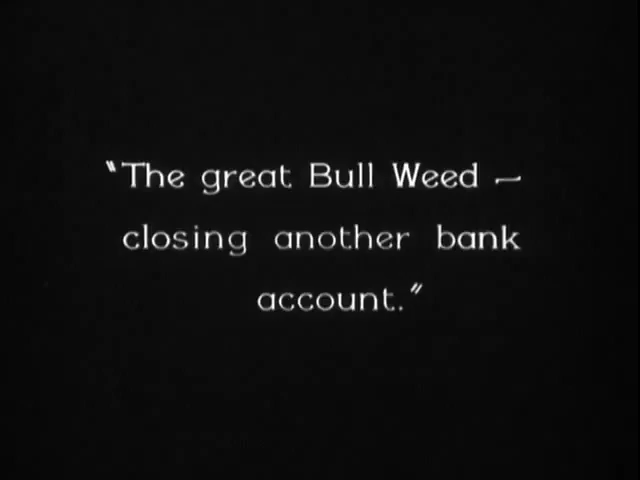 "The great Bull Weed —
closing another bank
account."